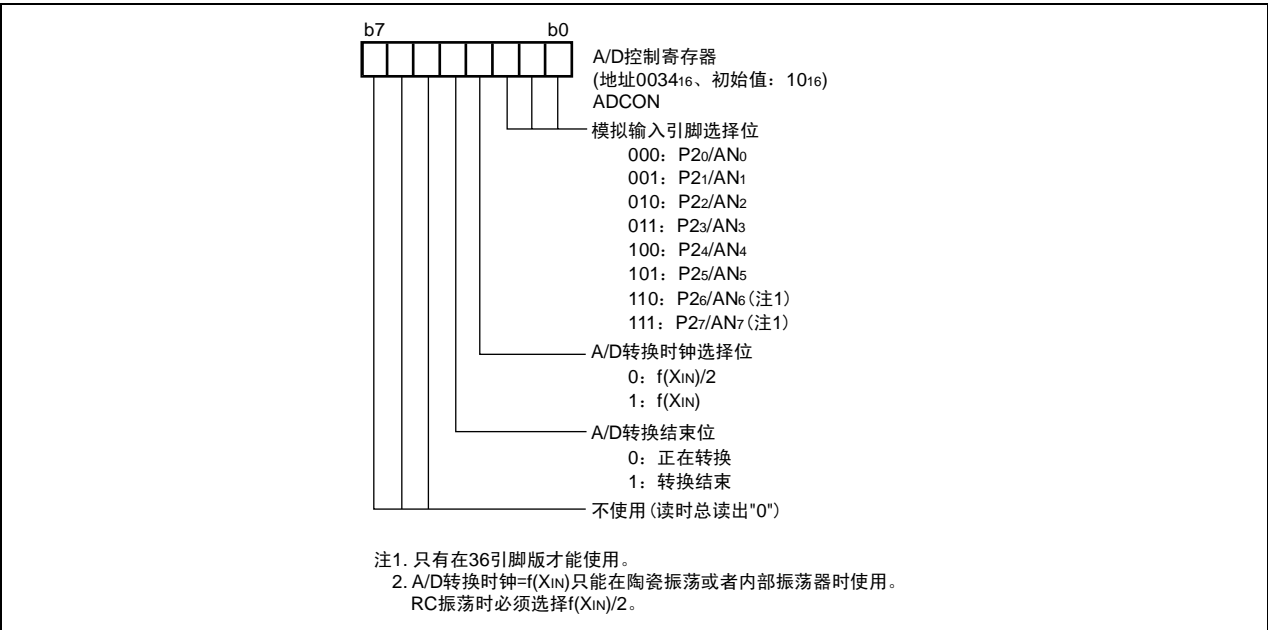 b7 b0
A/D控制寄存器
(地址003416、初始值：1016)
ADCON
模拟输入引脚选择位
000：P20/AN0
001：P21/AN1
010：P22/AN2
011：P23/AN3
100：P24/AN4
101：P25/AN5
110：P26/AN6(注1)
111：P27/AN7(注1)
A/D转换时钟选择位
0：f(XIN)/2
1：f(XIN)
A/D转换结束位
0：正在转换
1：转换结束
不使用(读时总读出"0")
注1. 只有在36引脚版才能使用。
2. A/D转换时钟=f(XIN)只能在陶瓷振荡或者内部振荡器时使用。
RC振荡时必须选择f(XIN)/2。